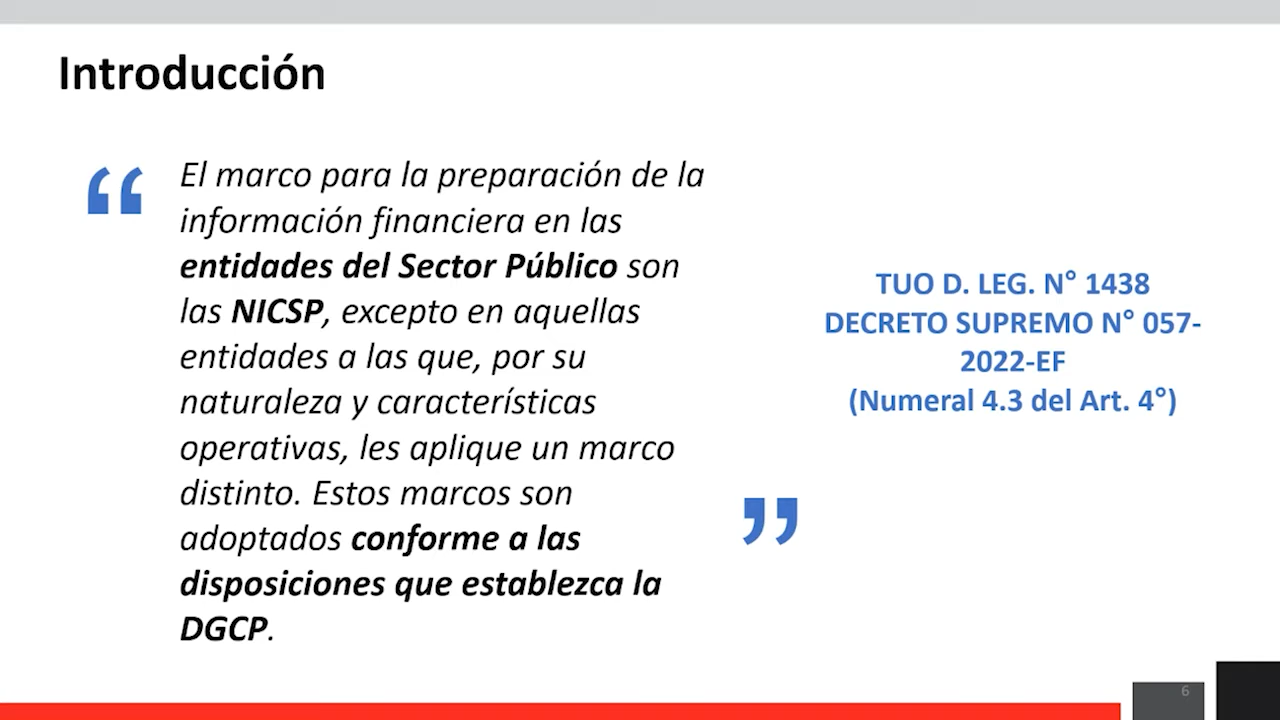 Introducción
“
El marco para la preparación de la
información financiera en las
entidades del Sector Público son
las NICSP, excepto en aquellas
entidades a las que, por su
naturaleza y características
operativas, les aplique un marco
distinto. Estos marcos son
adoptados conforme a las
disposiciones que establezca la
DGCP.
”
TUO D. LEG. N° 1438
DECRETO SUPREMO N° 057-
2022-EF
(Numeral 4.3 del Art. 4°)
6